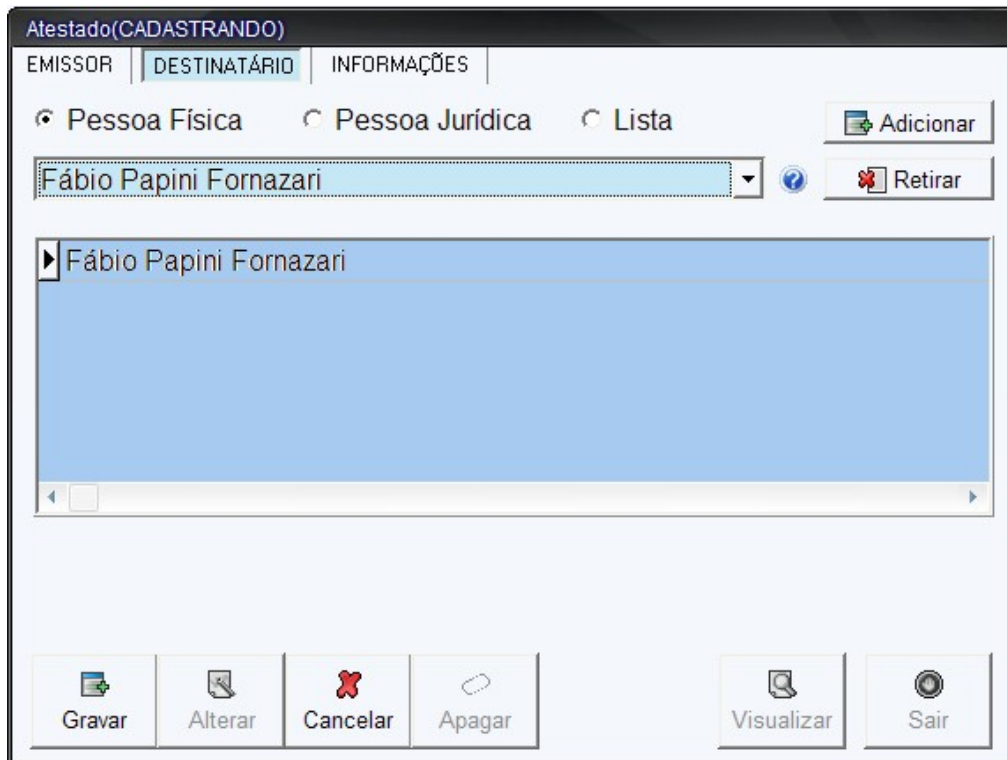 Atestado(CADASTRANDO)
EMISSOR DESTINATÁRIO INFORMAÇÕES
Pessoa Física Pessoa Jurídica Lista Adicionar
Fábio Papini Fornazari Retirar
Fábio Papini Fornazari
Gravar Alterar Cancelar Apagar Visualizar Sair